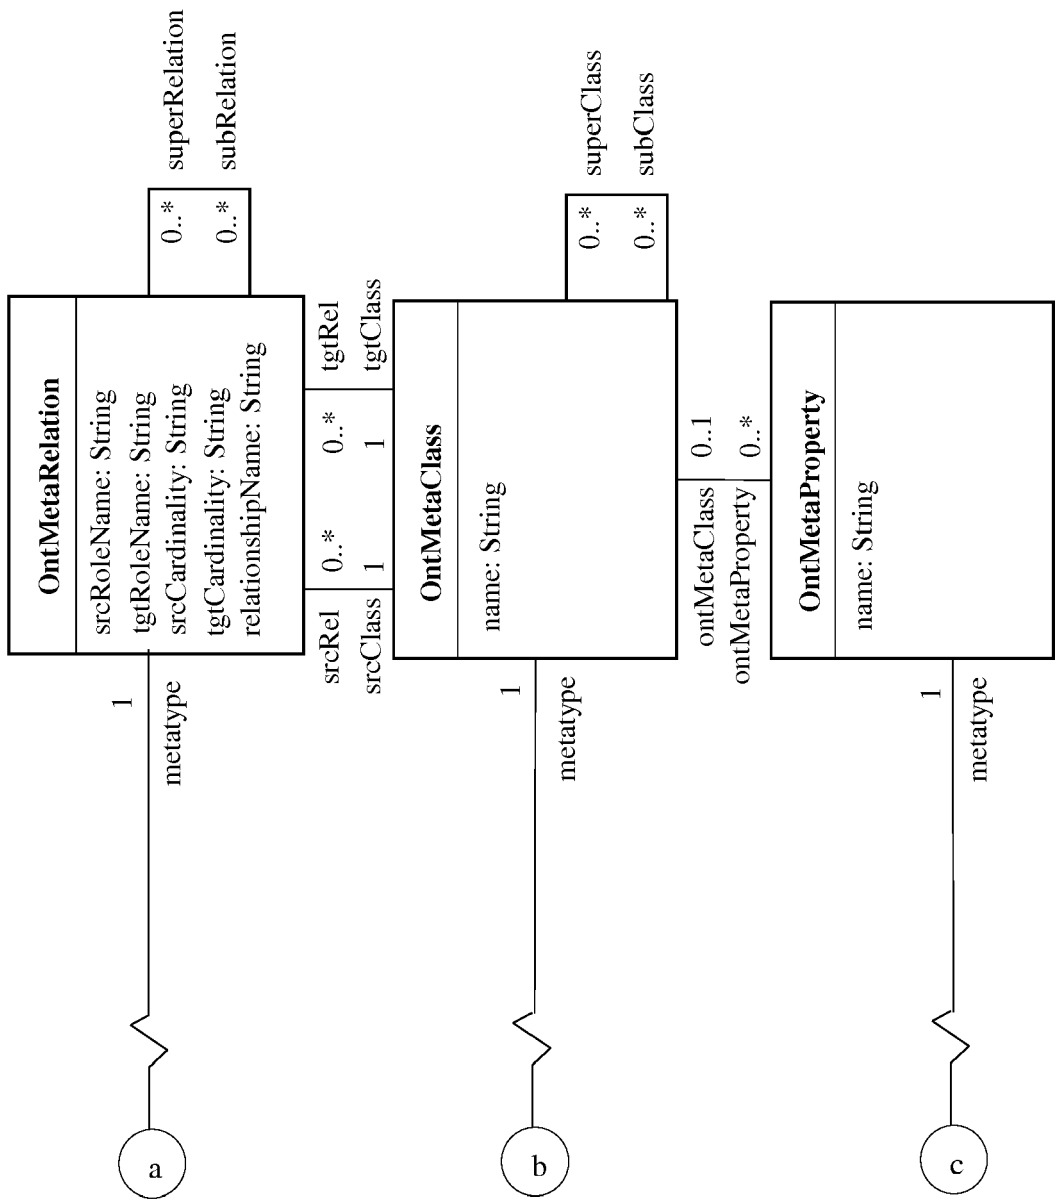 OntMetaRelation
srcRoleName: String
tgtRoleName: String
srcCardinality: String
tgtCardinality: String
relationshipName: String
superRelation
0..*
subRelation
0..*
1
metatype
a
tgtRel
0..*
tgtClass
1
srcRel
0..*
srcClass
1
OntMetaClass
name: String
superClass
0..*
subClass
0..*
1
metatype
b
ontMetaClass
0..1
ontMetaProperty
0..*
OntMetaProperty
name: String
1
metatype
c